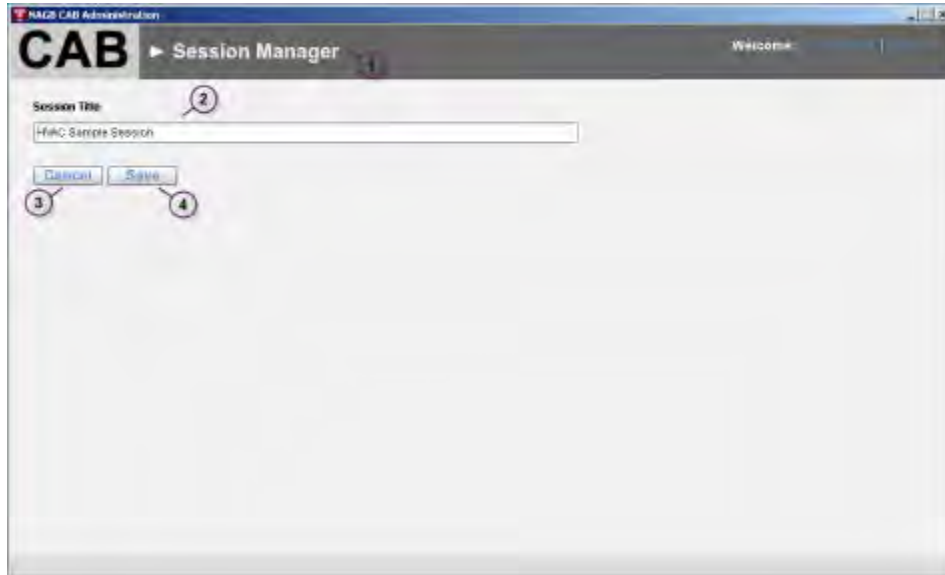 NAGB CAB Administration
CAB ► Session Manager
Welcome: |
1
Session Title
2
HVAC Sample Session
Cancel Save
3
4